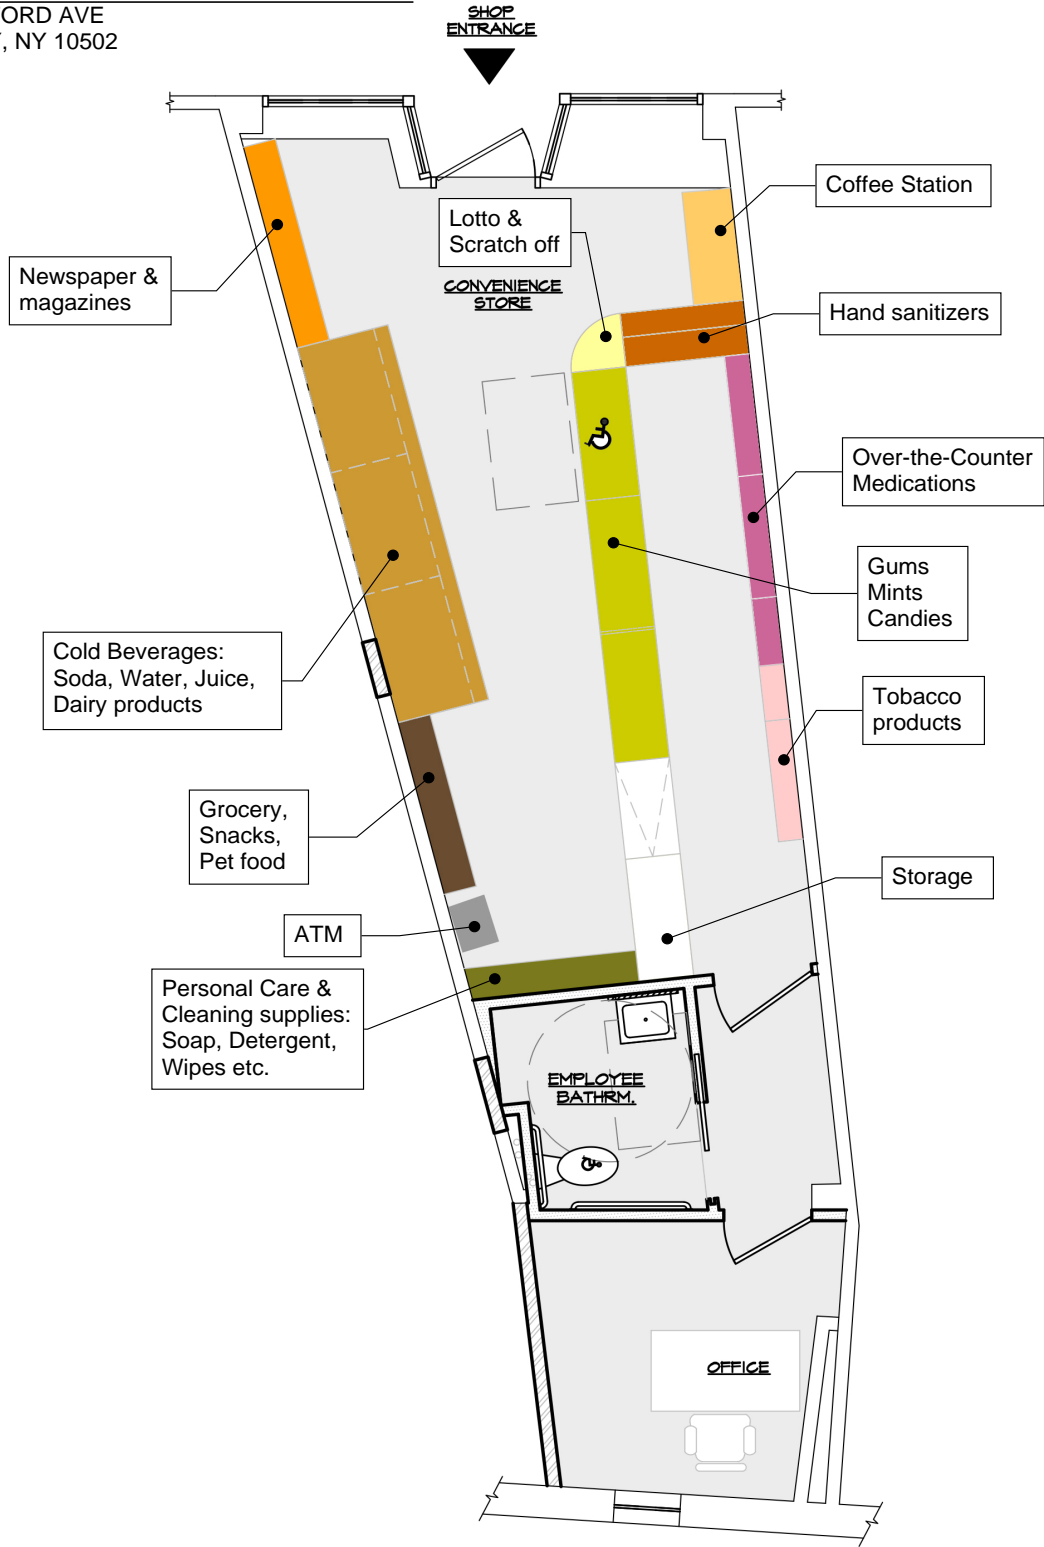 ORD AVE
, NY 10502
SHOP
ENTRANCE
Coffee Station
Lotto &
Scratch off
Newspaper &
magazines
CONVENIENCE
STORE
Hand sanitizers
Over-the-Counter
Medications
Gums
Mints
Candies
Cold Beverages:
Soda, Water, Juice,
Dairy products
Tobacco
products
Grocery,
Snacks,
Pet food
Storage
ATM
Personal Care &
Cleaning supplies:
Soap, Detergent,
Wipes etc.
EMPLOYEE
BATHRM.
OFFICE